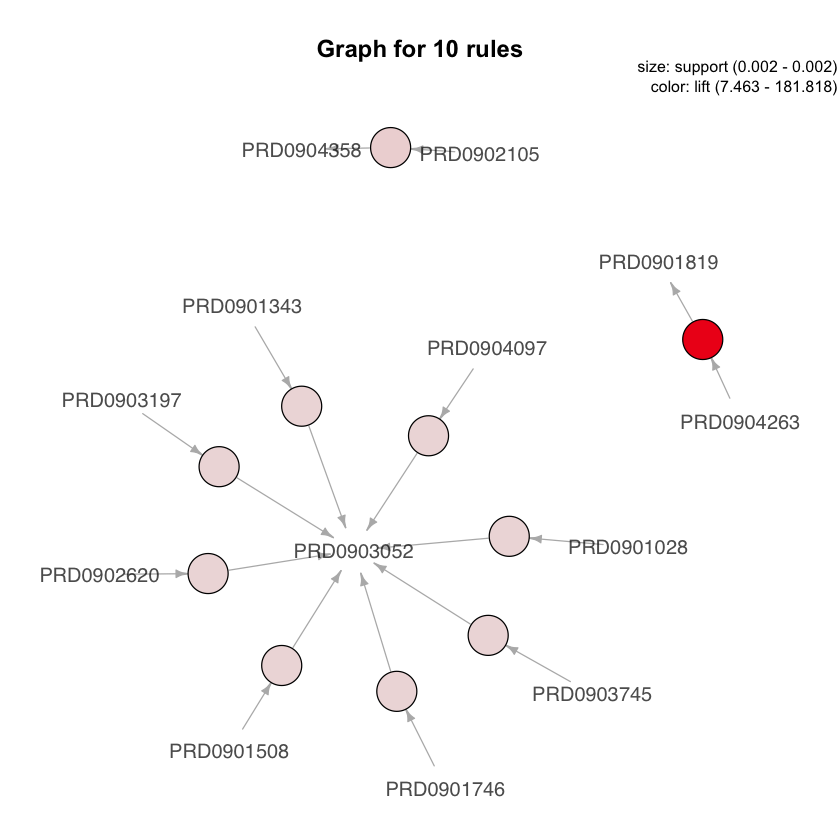 Graph for 10 rules
size: support (0.002 - 0.002)
color: lift (7.463 - 181.818)
PRD0904358
PRD0902105
PRD0901819
PRD0901343
PRD0904097
PRD0903197
PRD0904263
PRD0903052
PRD0901028
PRD0902620
PRD0903745
PRD0901508
PRD0901746